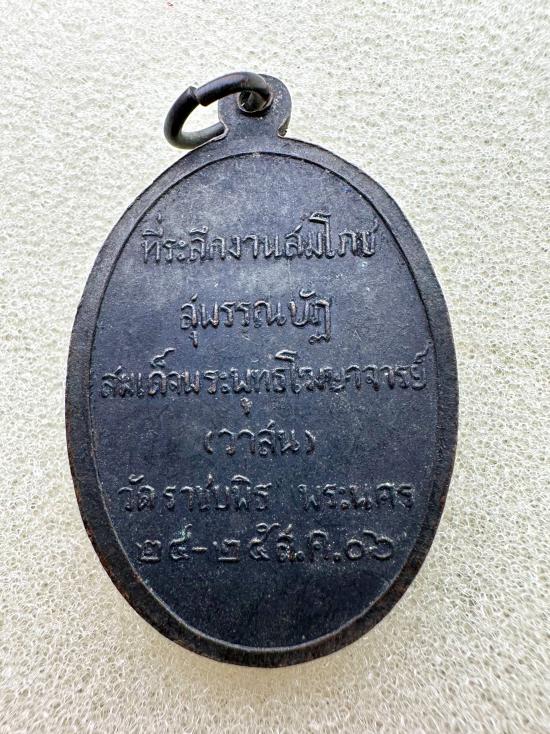 ที่ระลึกงานสมโภช
สุพรรณบัฏ
สมเด็จพระพุทธโฆษาจารย์
(วาสน)
วัดราชบพิธ พระนคร
๒๔-๒๕ ส.ค. ๐๖